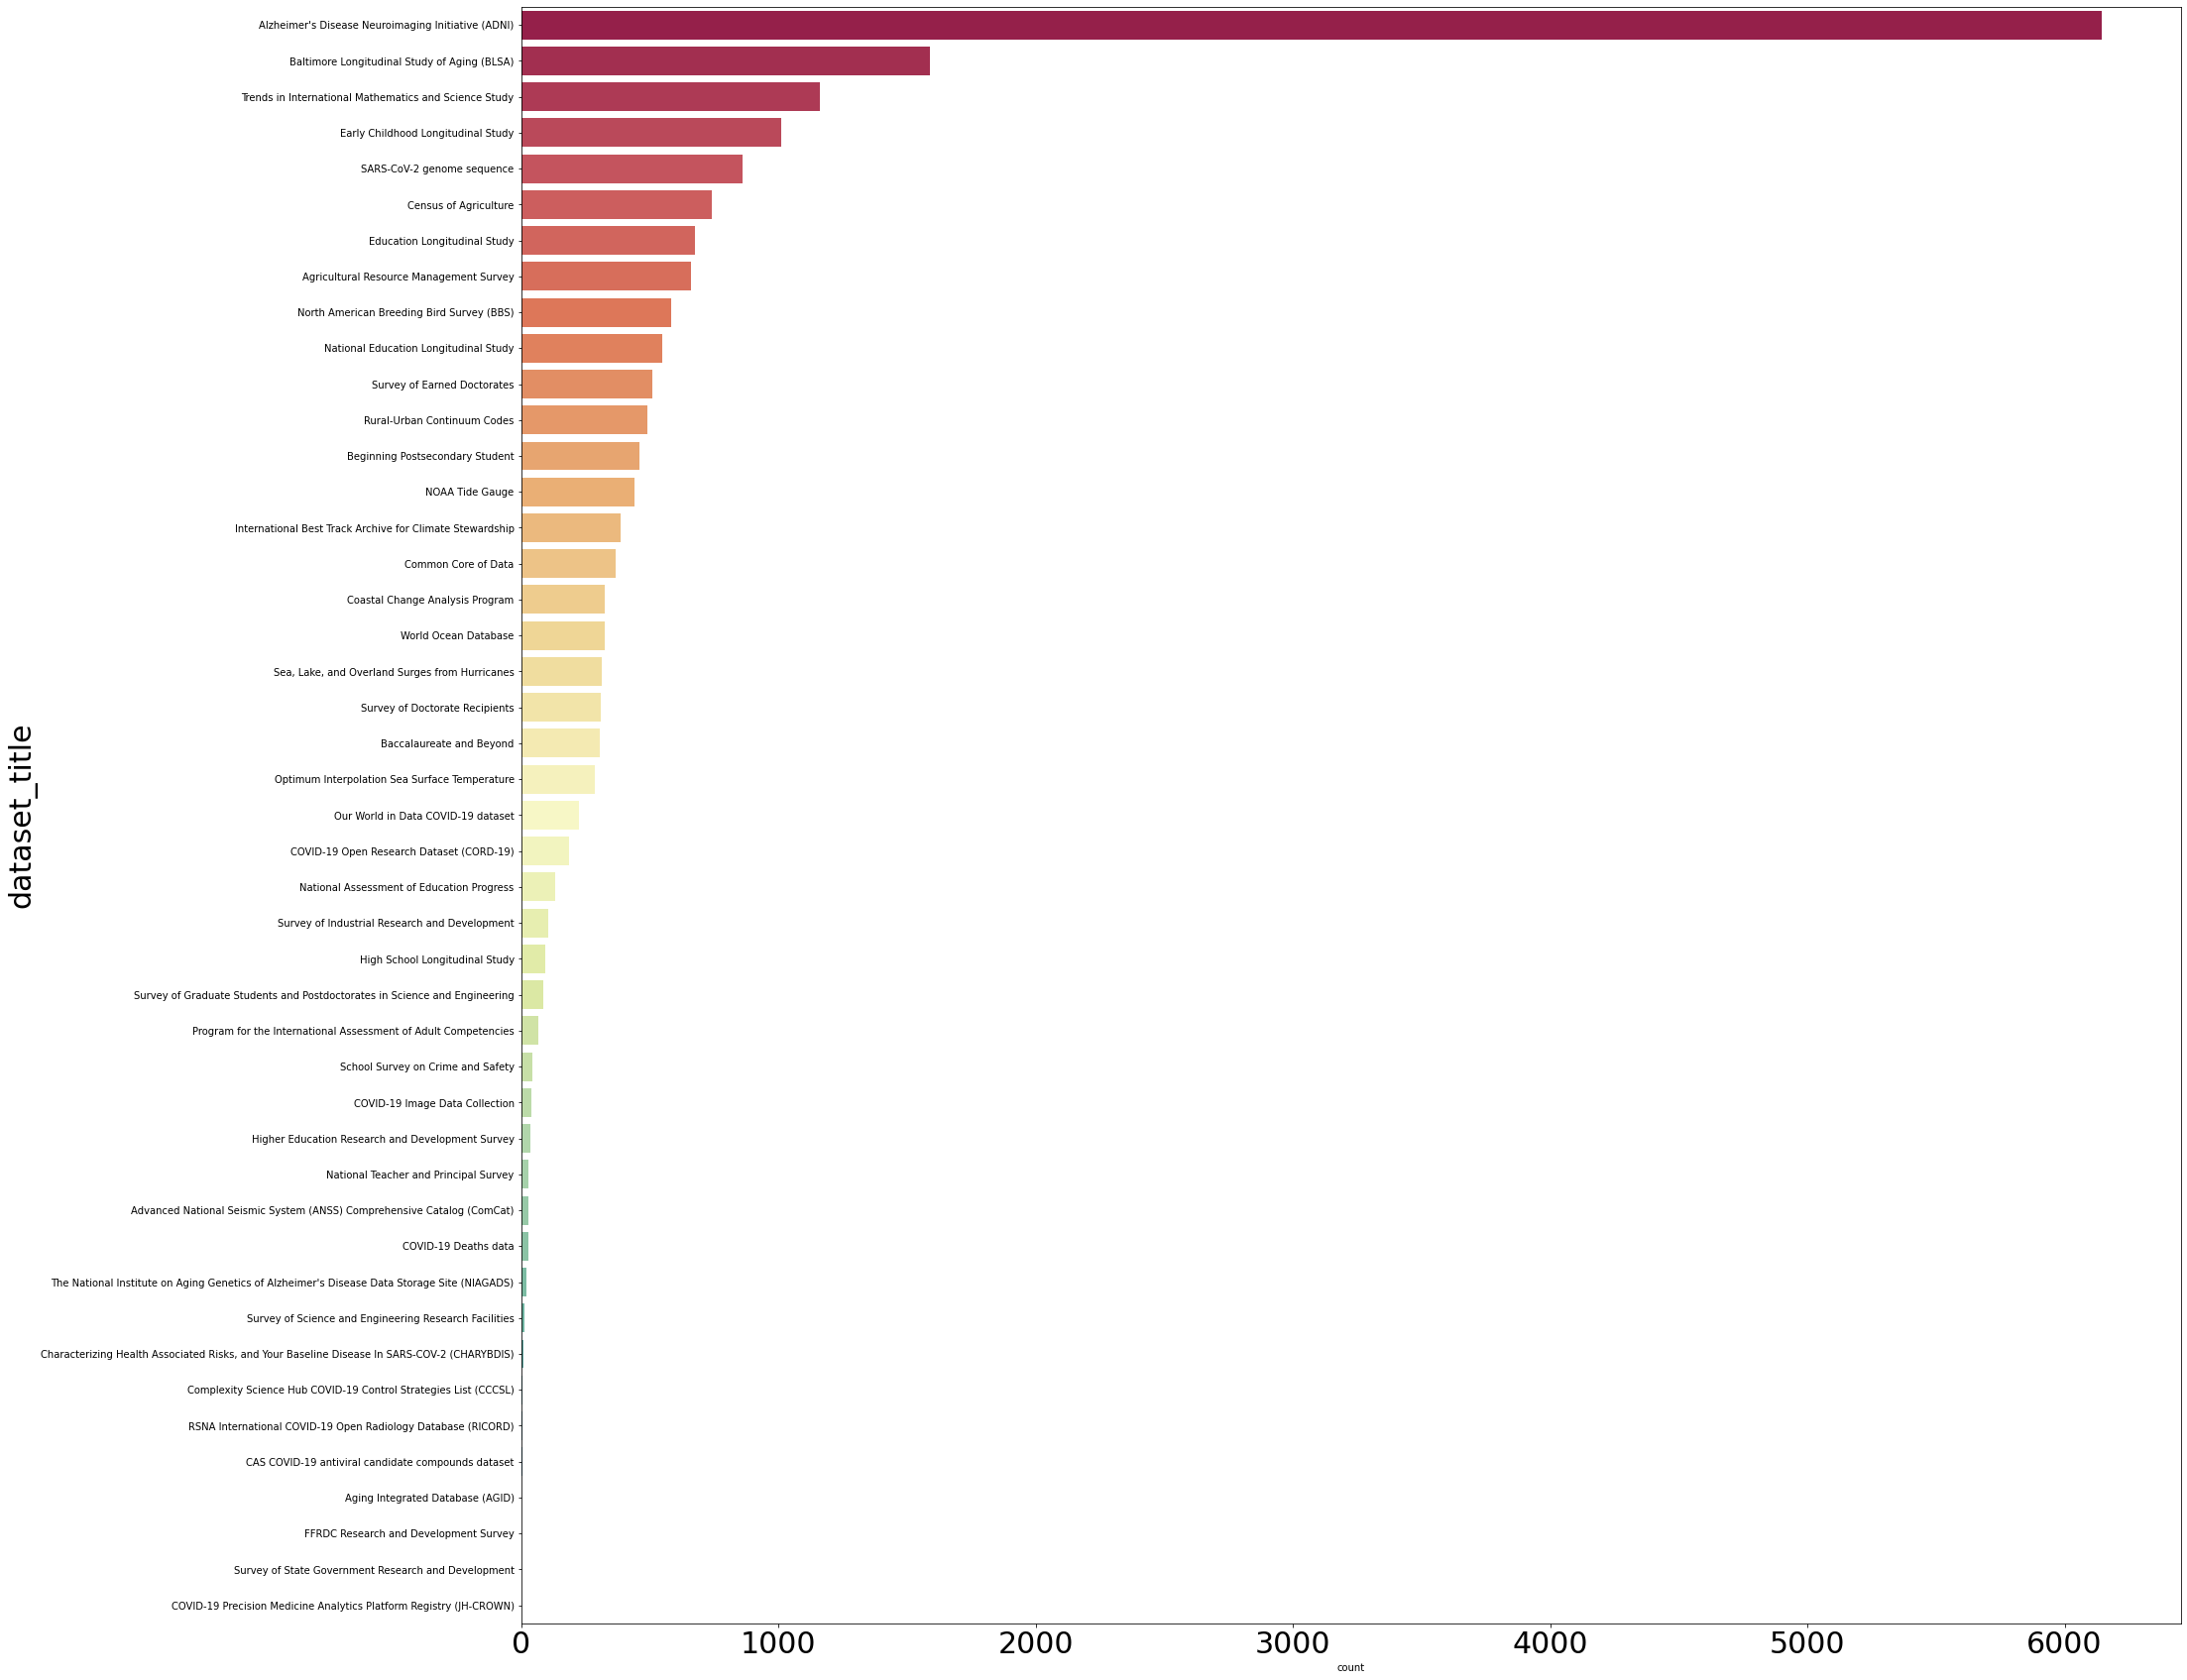 Alzheimer's Disease Neuroimaging Initiative (ADNI)
Baltimore Longitudinal Study of Aging (BLSA)
Trends in International Mathematics and Science Study
Early Childhood Longitudinal Study
SARS-CoV-2 genome sequence
Census of Agriculture
Education Longitudinal Study
Agricultural Resource Management Survey
North American Breeding Bird Survey (BBS)
National Education Longitudinal Study
Survey of Earned Doctorates
Rural-Urban Continuum Codes
Beginning Postsecondary Student
NOAA Tide Gauge
International Best Track Archive for Climate Stewardship
Common Core of Data
Coastal Change Analysis Program
World Ocean Database
Sea, Lake, and Overland Surges from Hurricanes
Survey of Doctorate Recipients
Baccalaureate and Beyond
Optimum Interpolation Sea Surface Temperature
Our World in Data COVID-19 dataset
COVID-19 Open Research Dataset (CORD-19)
National Assessment of Education Progress
Survey of Industrial Research and Development
High School Longitudinal Study
Survey of Graduate Students and Postdoctorates in Science and Engineering
Program for the International Assessment of Adult Competencies
School Survey on Crime and Safety
COVID-19 Image Data Collection
Higher Education Research and Development Survey
National Teacher and Principal Survey
Advanced National Seismic System (ANSS) Comprehensive Catalog (ComCat)
COVID-19 Deaths data
The National Institute on Aging Genetics of Alzheimer's Disease Data Storage Site (NIAGADS)
Survey of Science and Engineering Research Facilities
Characterizing Health Associated Risks, and Your Baseline Disease In SARS-COV-2 (CHARYBDIS)
Complexity Science Hub COVID-19 Control Strategies List (CCCSL)
RSNA International COVID-19 Open Radiology Database (RICORD)
CAS COVID-19 antiviral candidate compounds dataset
Aging Integrated Database (AGID)
FFRDC Research and Development Survey
Survey of State Government Research and Development
COVID-19 Precision Medicine Analytics Platform Registry (JH-CROWN)
dataset_title
0 1000 2000 3000 4000 5000 6000
count